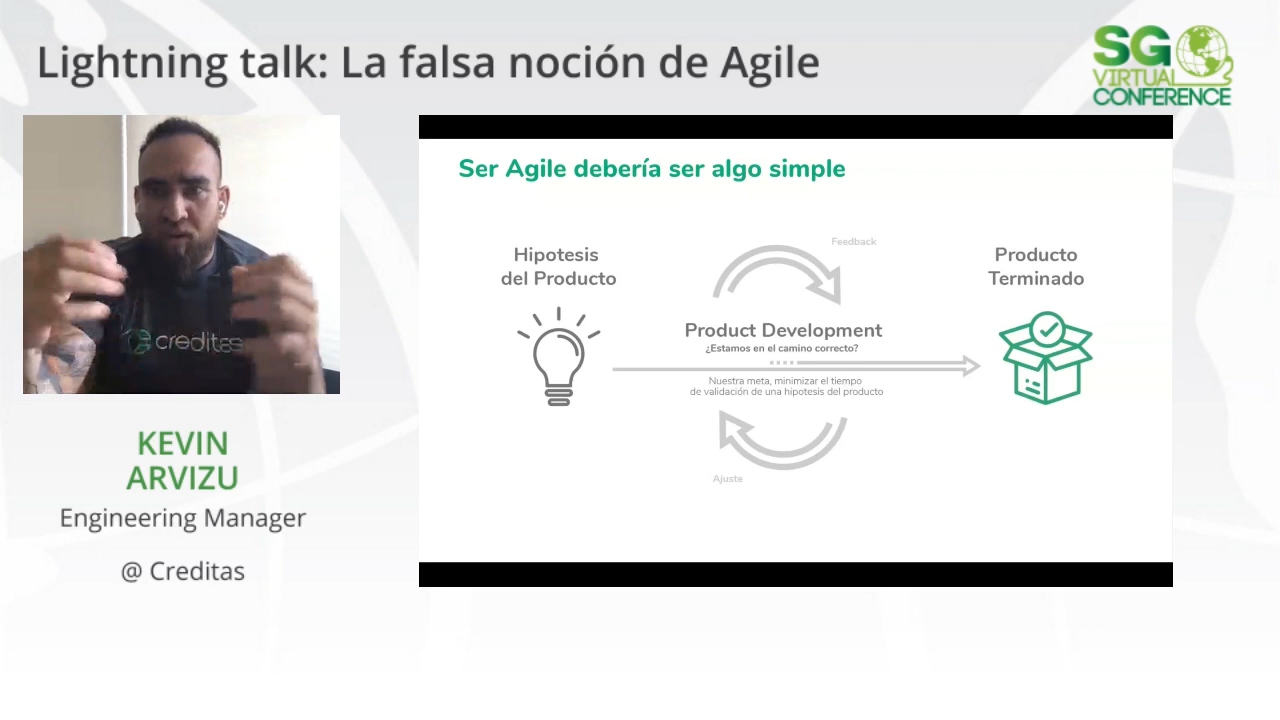 Lightning talk: La falsa noción de Agile
SG
VIRTUAL
CONFERENCE
creditas
KEVIN
ARVIZU
Engineering Manager
@ Creditas
Ser Agile debería ser algo simple
Hipotesis
del Producto
Feedback
Product Development
¿Estamos en el camino correcto?
Nuestra meta, minimizar el tiempo
de validación de una hipotesis del producto
Ajuste
Producto
Terminado